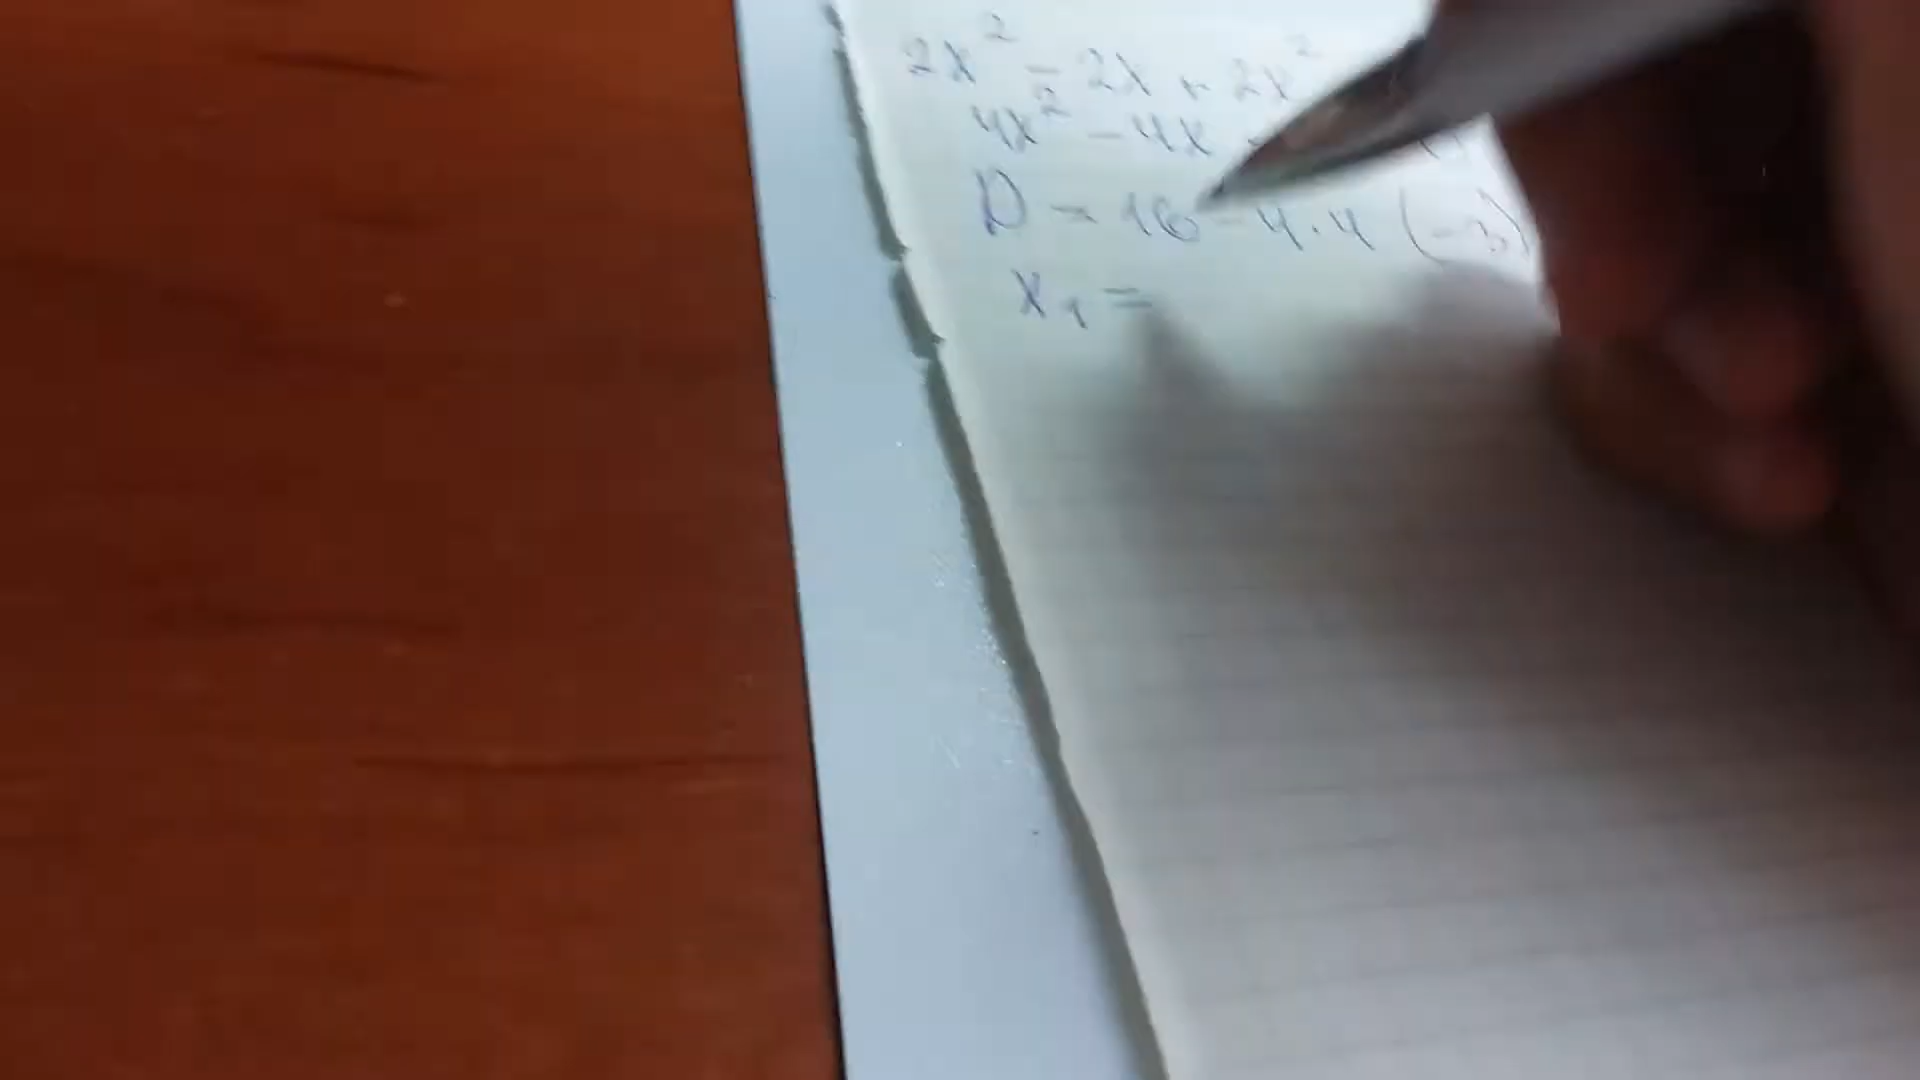 2x² - 2x + 2x²
4x² - 4x -
D = 16 - 4·4 (-3)
x₁ =